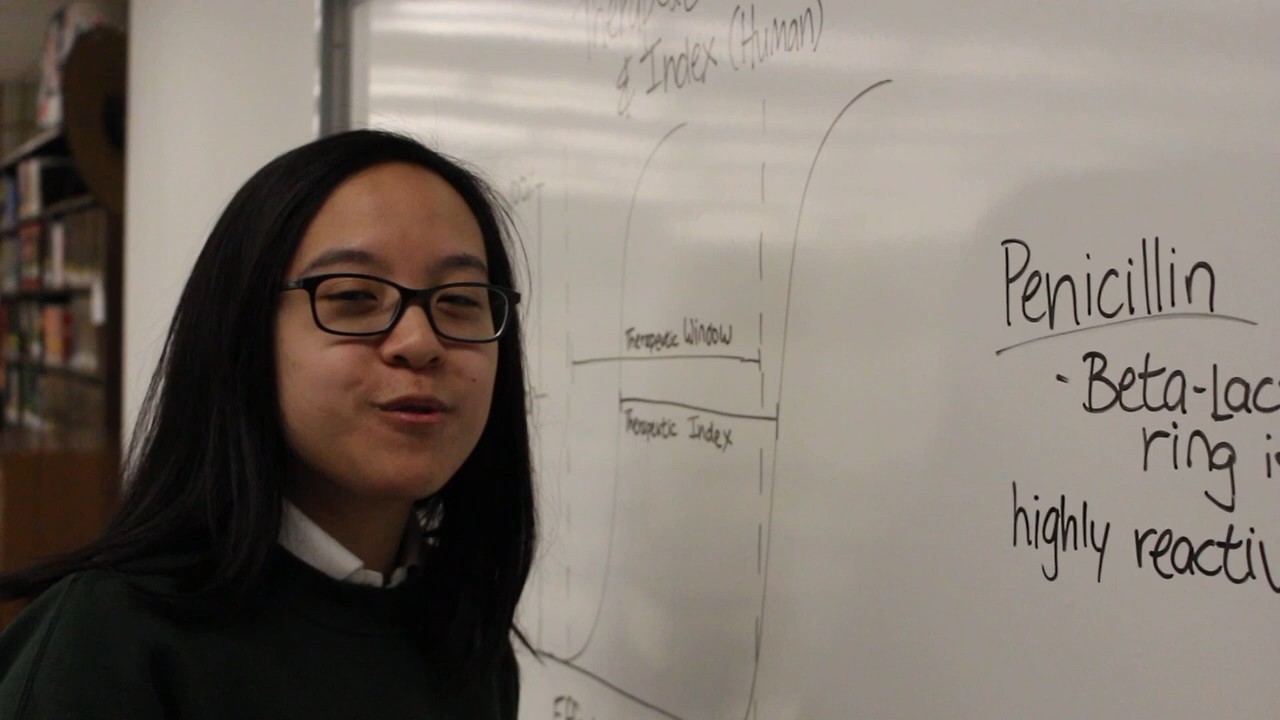 & Index (Human)
Therapeutic Window
Therapeutic Index
Penicillin
- Beta-Lac
ring i
highly reactiv